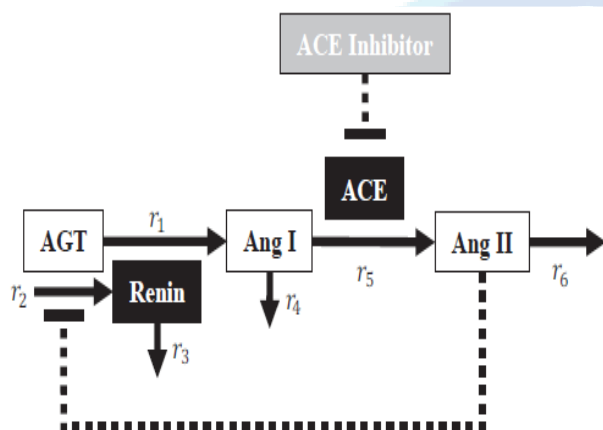 ACE Inhibitor
ACE
r1
AGT
Ang I
Ang II
r5
r6
r2
Renin
r4
r3